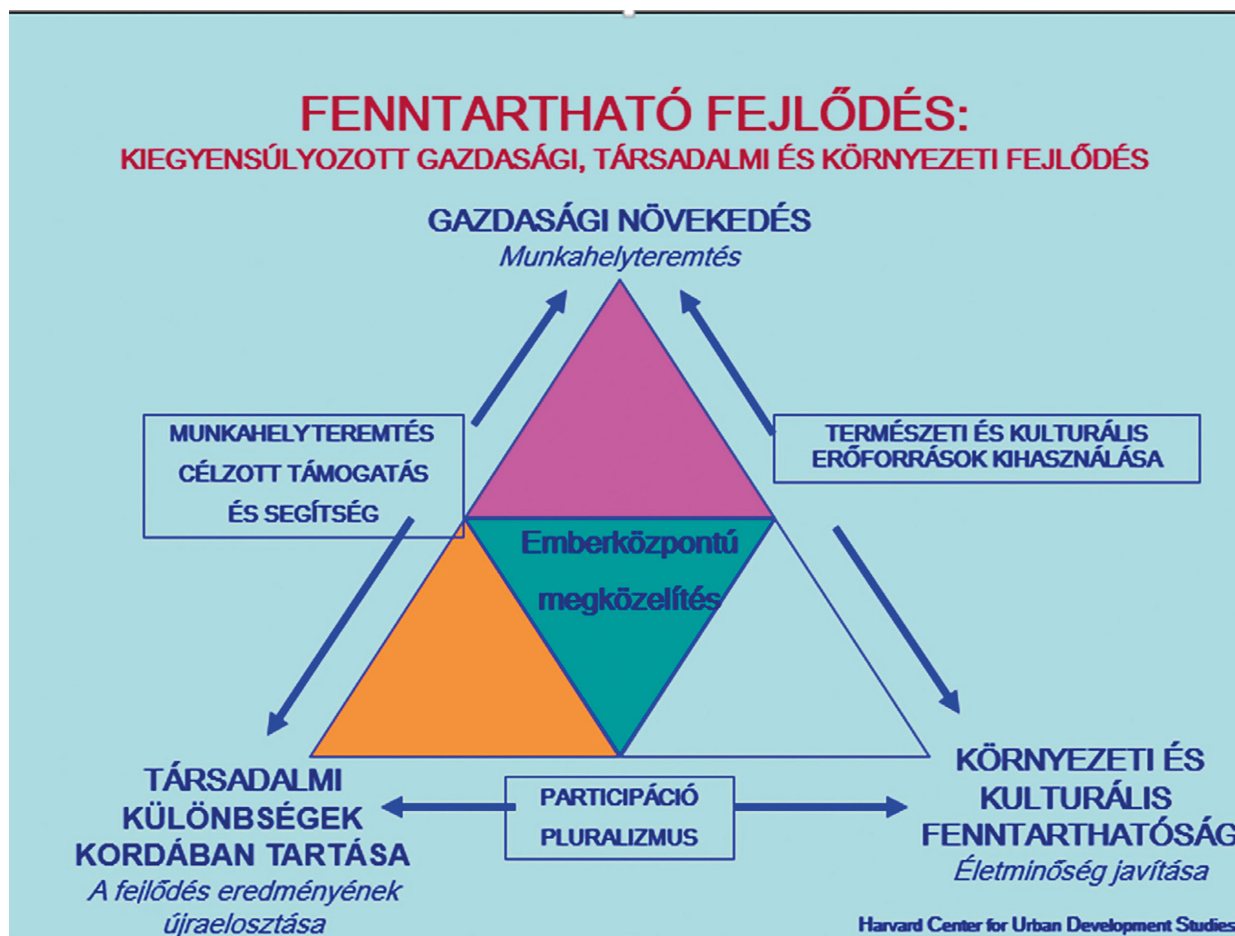 FENNTARTHATÓ FEJLŐDÉS:
KIEGYENSÚLYOZOTT GAZDASÁGI, TÁRSADALMI ÉS KÖRNYEZETI FEJLŐDÉS
GAZDASÁGI NÖVEKEDÉS
Munkahelyteremtés
MUNKAHELYTEREMTÉS
CÉLZOTT TÁMOGATÁS
ÉS SEGÍTSÉG
TERMÉSZETI ÉS KULTURÁLIS
ERŐFORRÁSOK KIHASZNÁLÁSA
Emberközpontú
megközelítés
TÁRSADALMI
KÜLÖNBSÉGEK
KORDÁBAN TARTÁSA
A fejlődés eredményének
újraelosztása
PARTICIPÁCIÓ
PLURALIZMUS
KÖRNYEZETI ÉS
KULTURÁLIS
FENNTARTHATÓSÁG
Életminőség javítása
Harvard Center for Urban Development Studies